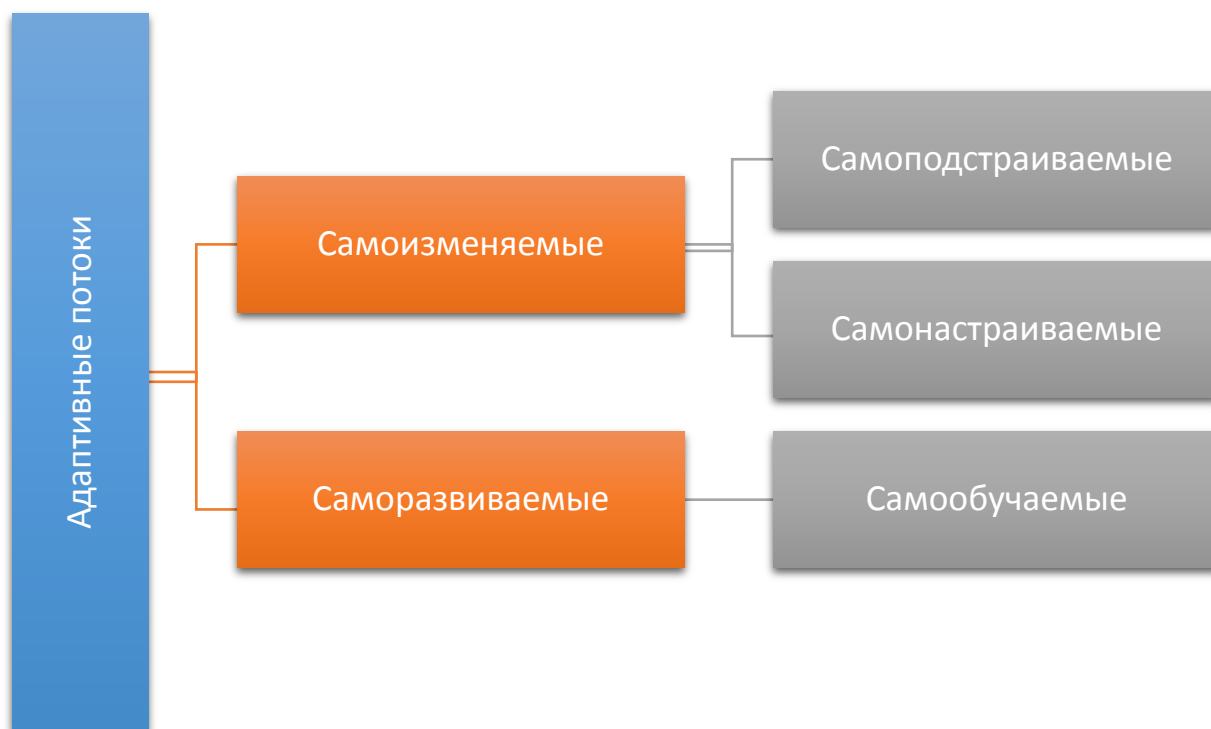 Адаптивные потоки
Самоизменяемые
Самоподстраиваемые
Самонастраиваемые
Саморазвиваемые
Самообучаемые